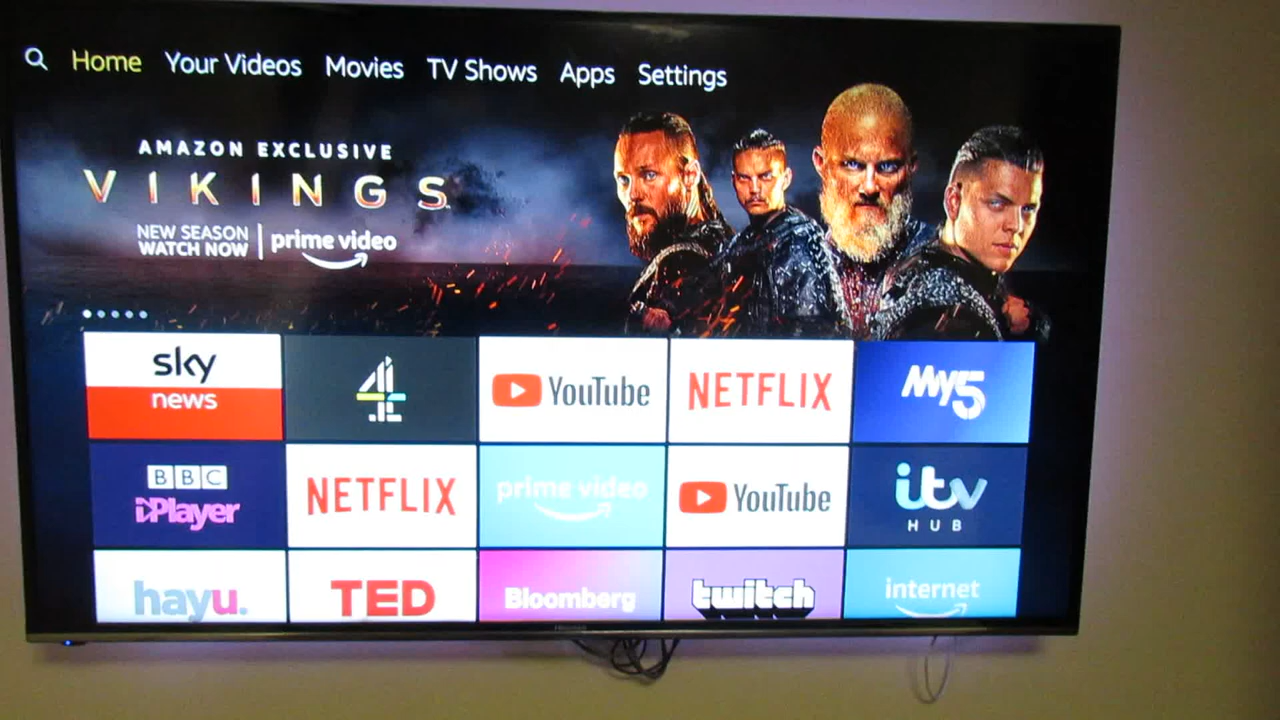 Home Your Videos Movies TV Shows Apps Settings
AMAZON EXCLUSIVE
VIKINGS
NEW SEASON
WATCH NOW
prime video
sky
news
4
YouTube
NETFLIX
My5
BBC
iPlayer
NETFLIX
prime video
YouTube
itv
HUB
hayu.
TED
Bloomberg
twitch
internet
Hisense